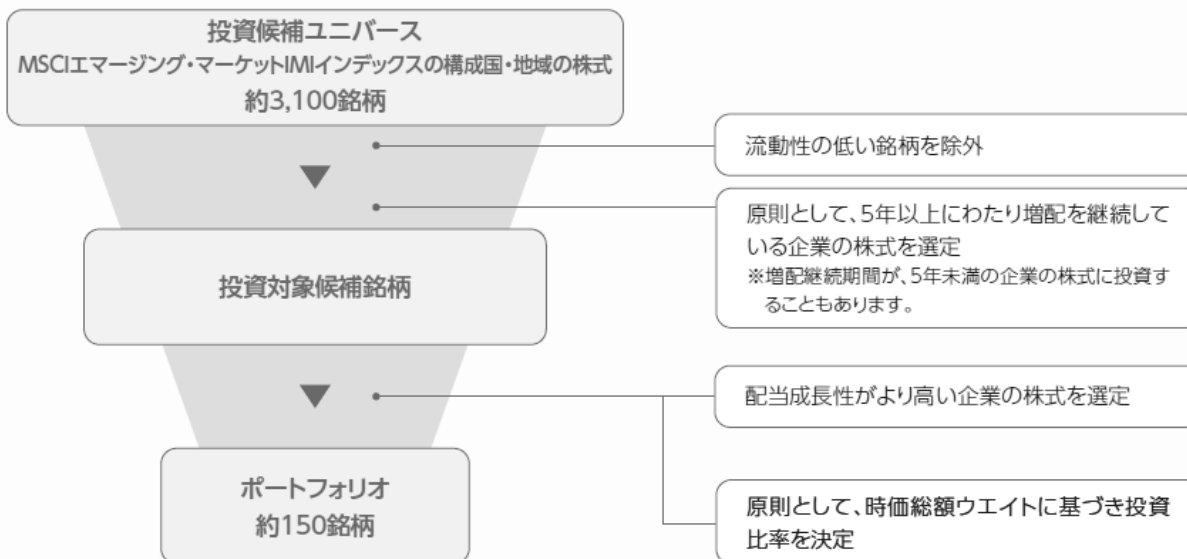 投資候補ユニバース
MSCIエマージング・マーケットIMIインデックスの構成国・地域の株式
約3,100銘柄
流動性の低い銘柄を除外
原則として、5年以上にわたり増配を継続して
いる企業の株式を選定
※増配継続期間が、5年未満の企業の株式に投資す
ることもあります。
投資対象候補銘柄
配当成長性がより高い企業の株式を選定
ポートフォリオ
約150銘柄
原則として、時価総額ウエイトに基づき投資
比率を決定